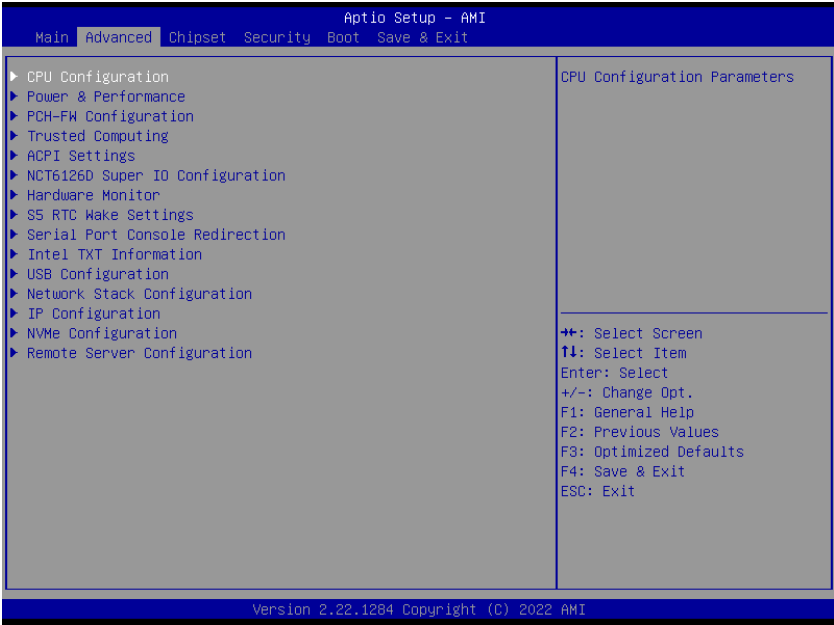 Aptio Setup - AMI
Main Advanced Chipset Security Boot Save & Exit
▶ CPU Configuration
▶ Power & Performance
▶ PCH-FW Configuration
▶ Trusted Computing
▶ ACPI Settings
▶ NCT6126D Super IO Configuration
▶ Hardware Monitor
▶ S5 RTC Wake Settings
▶ Serial Port Console Redirection
▶ Intel TXT Information
▶ USB Configuration
▶ Network Stack Configuration
▶ IP Configuration
▶ NVMe Configuration
▶ Remote Server Configuration
CPU Configuration Parameters
→←: Select Screen
↑↓: Select Item
Enter: Select
+/-: Change Opt.
F1: General Help
F2: Previous Values
F3: Optimized Defaults
F4: Save & Exit
ESC: Exit
Version 2.22.1284 Copyright (C) 2022 AMI